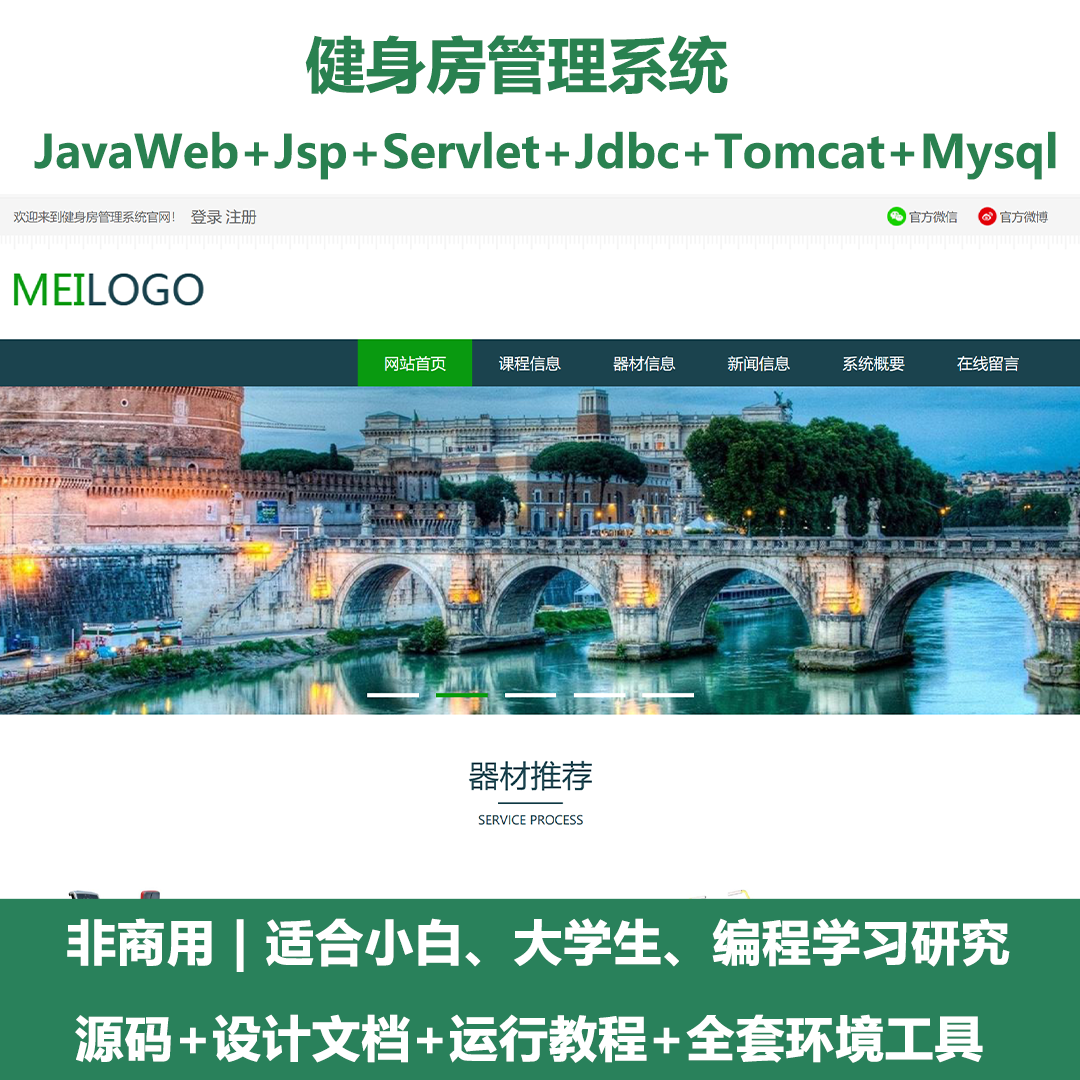 健身房管理系统
JavaWeb+Jsp+Servlet+Jdbc+Tomcat+Mysql
欢迎来到健身房管理系统官网! 登录 注册 官方微信 官方微博
MEILOGO
网站首页 课程信息 器材信息 新闻信息 系统概要 在线留言
器材推荐
SERVICE PROCESS
非商用 | 适合小白、大学生、编程学习研究
源码+设计文档+运行教程+全套环境工具